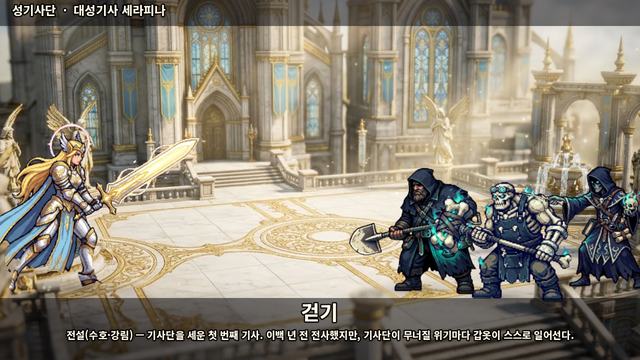 성기사단 · 대성기사 세라피나
걷기
전설(수호·강림) — 기사단을 세운 첫 번째 기사. 이백 년 전 전사했지만, 기사단이 무너질 위기마다 갑옷이 스스로 일어선다.